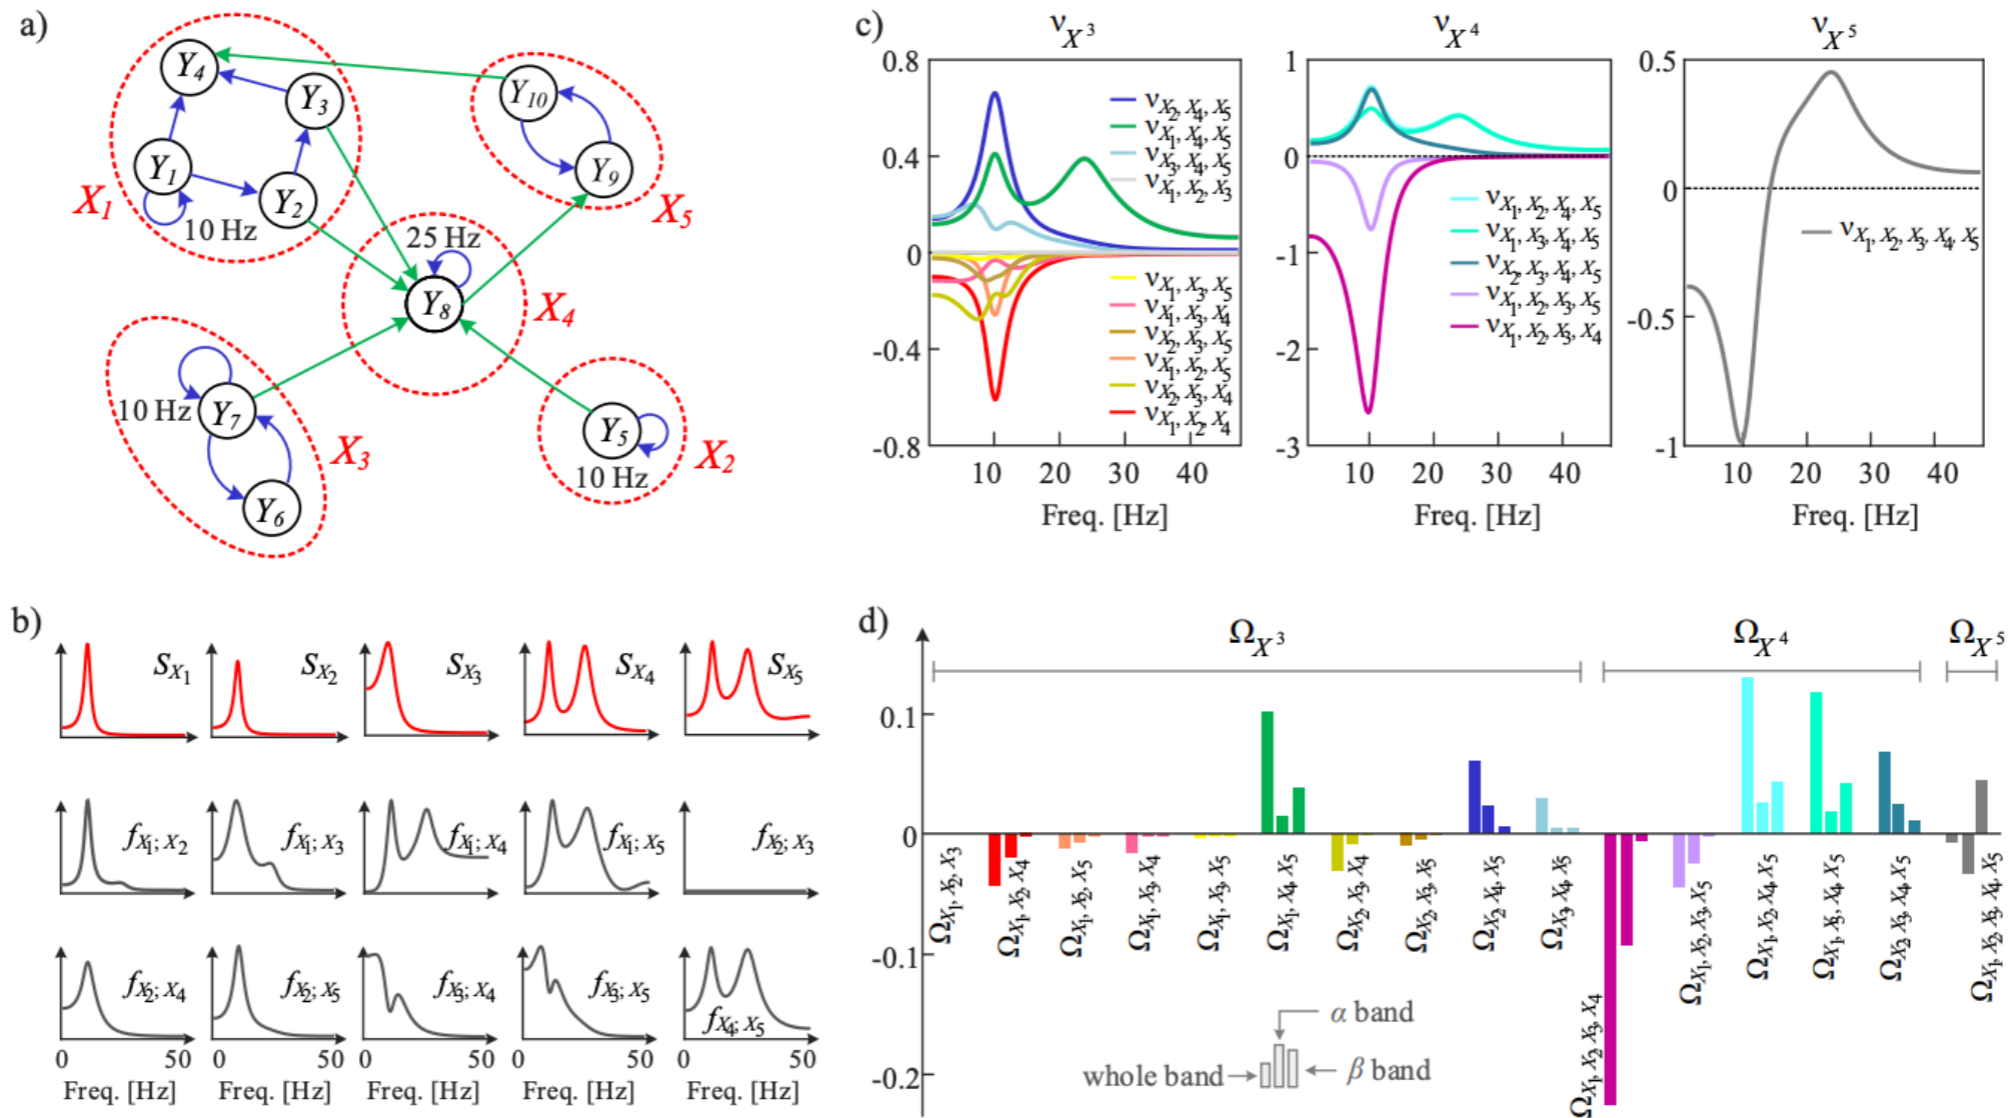 a)
Y4
Y3
Y1
Y2
10 Hz
X1
Y10
Y9
X5
25 Hz
Y8
X4
Y7
10 Hz
Y6
X3
Y5
10 Hz
X2
b)
SX1
SX2
SX3
SX4
SX5
fX1; X2
fX1; X3
fX1; X4
fX1; X5
fX2; X3
fX2; X4
fX2; X5
fX3; X4
fX3; X5
fX4; X5
0 50 0 50 0 50 0 50 0 50
Freq. [Hz] Freq. [Hz] Freq. [Hz] Freq. [Hz] Freq. [Hz]
c)
νX3
0.8
0.4
0
-0.4
-0.8
νX2, X4, X5
νX1, X4, X5
νX3, X4, X5
νX1, X2, X3
νX1, X3, X5
νX1, X3, X4
νX2, X3, X5
νX1, X2, X5
νX2, X3, X4
νX1, X2, X4
10 20 30 40
Freq. [Hz]
νX4
1
0
-1
-2
-3
νX1, X2, X4, X5
νX1, X3, X4, X5
νX2, X3, X4, X5
νX1, X2, X3, X5
νX1, X2, X3, X4
10 20 30 40
Freq. [Hz]
νX5
0.5
0
-0.5
-1
νX1, X2, X3, X4, X5
10 20 30 40
Freq. [Hz]
d)
ΩX3
ΩX4
ΩX5
0.1
0
-0.1
-0.2
ΩX1, X2, X3
ΩX1, X2, X4
ΩX1, X2, X5
ΩX1, X3, X4
ΩX1, X3, X5
ΩX1, X4, X5
ΩX2, X3, X4
ΩX2, X3, X5
ΩX2, X4, X5
ΩX3, X4, X5
ΩX1, X2, X3, X4
ΩX1, X2, X3, X5
ΩX1, X2, X4, X5
ΩX1, X3, X4, X5
ΩX2, X3, X4, X5
ΩX1, X2, X3, X4, X5
α band
whole band
β band